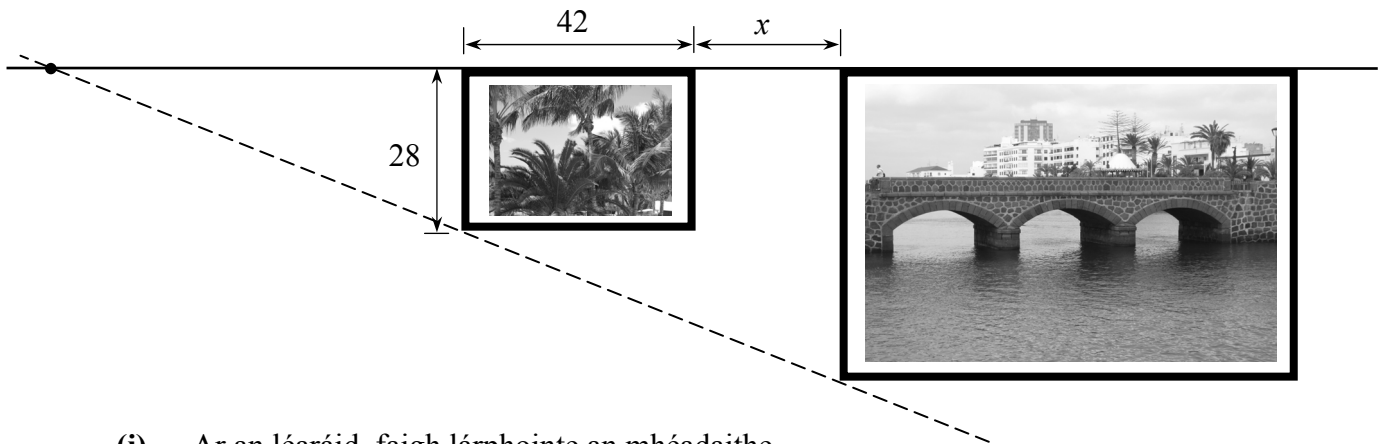 42
x
28
(i) Ar an léaráid, faigh lárphointe an mhéadaithe